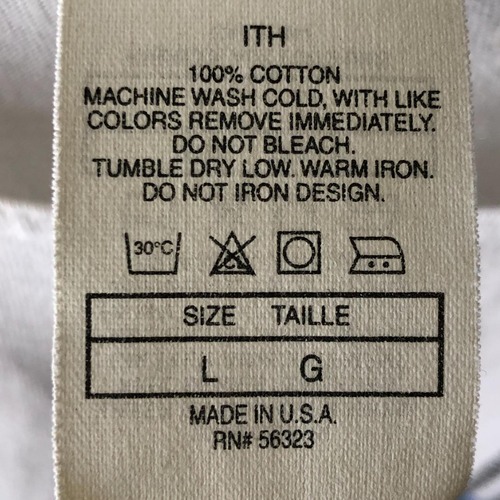 ITH
100% COTTON
MACHINE WASH COLD, WITH LIKE
COLORS REMOVE IMMEDIATELY.
DO NOT BLEACH.
TUMBLE DRY LOW. WARM IRON.
DO NOT IRON DESIGN.
30°C CL
SIZE TAILLE
L G
MADE IN U.S.A.
RN# 56323